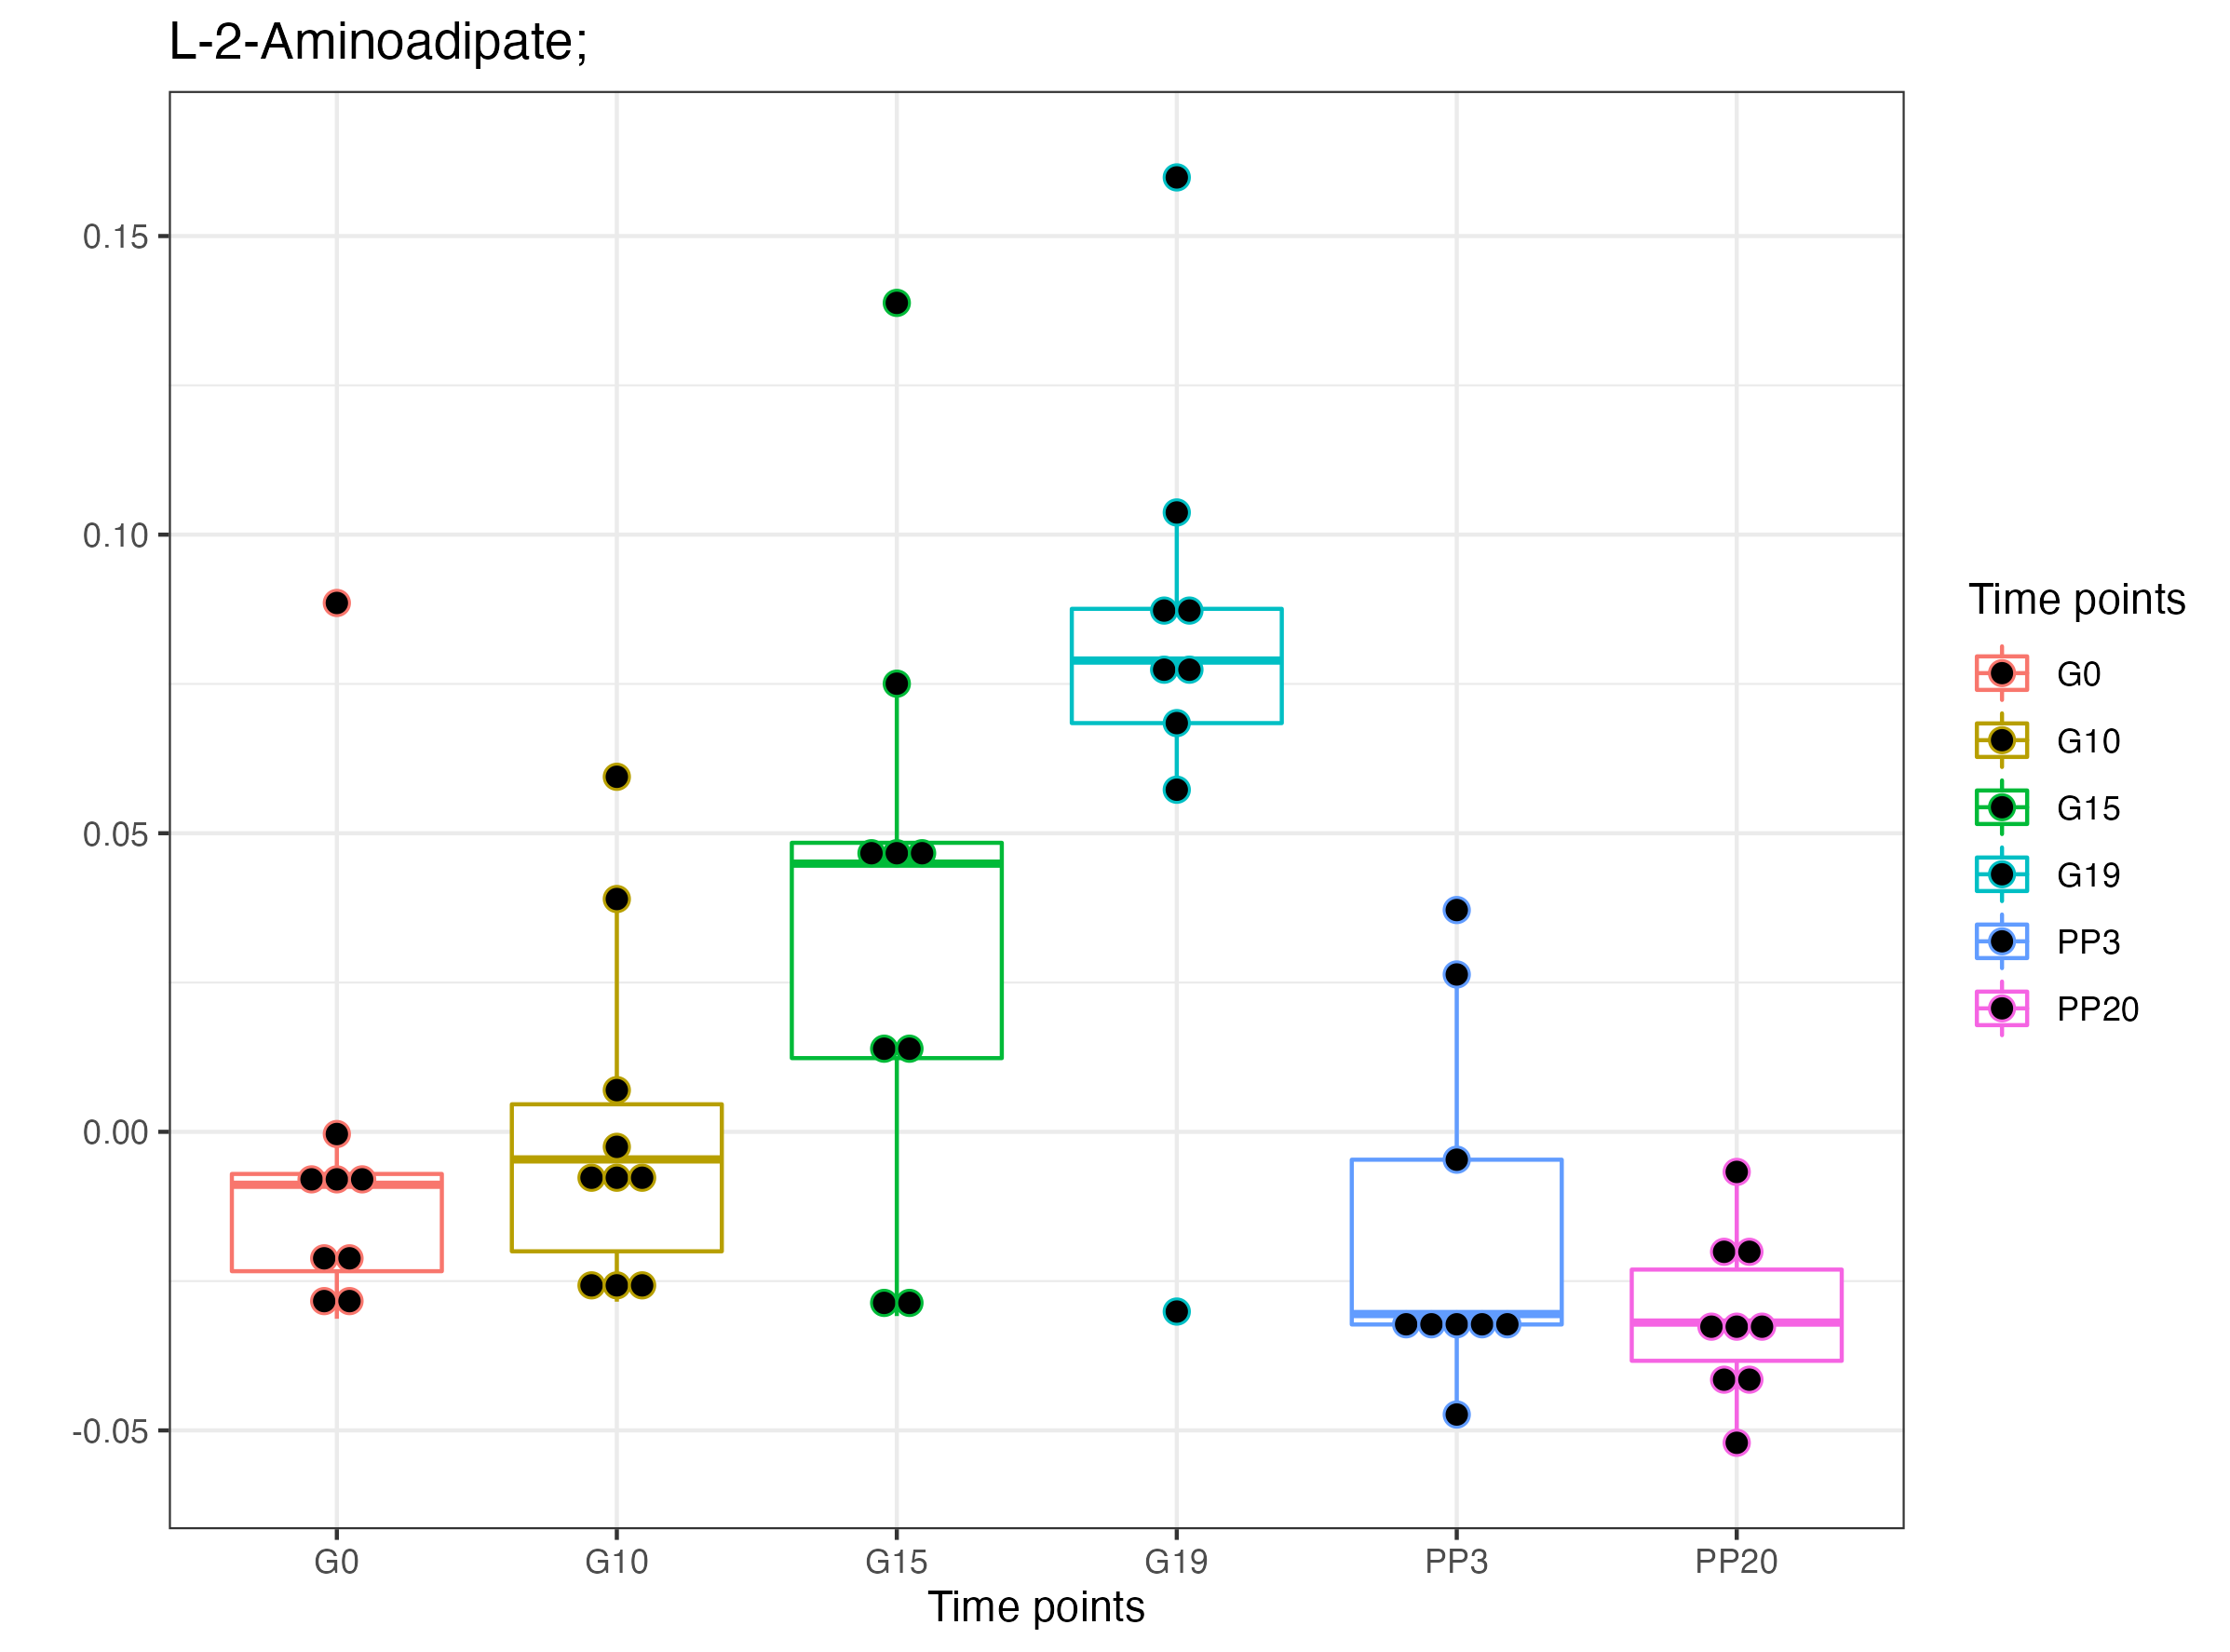 L-2-Aminoadipate;
0.15
0.10
0.05
0.00
-0.05
G0 G10 G15 G19 PP3 PP20
Time points
Time points
G0
G10
G15
G19
PP3
PP20